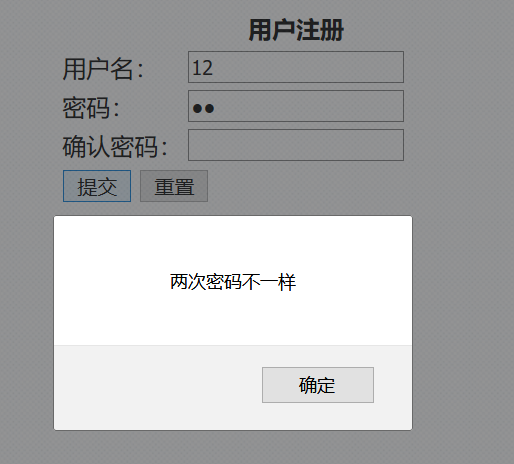 用户注册
用户名： 12
密码： ●●
确认密码：
提交 重置
两次密码不一样
确定